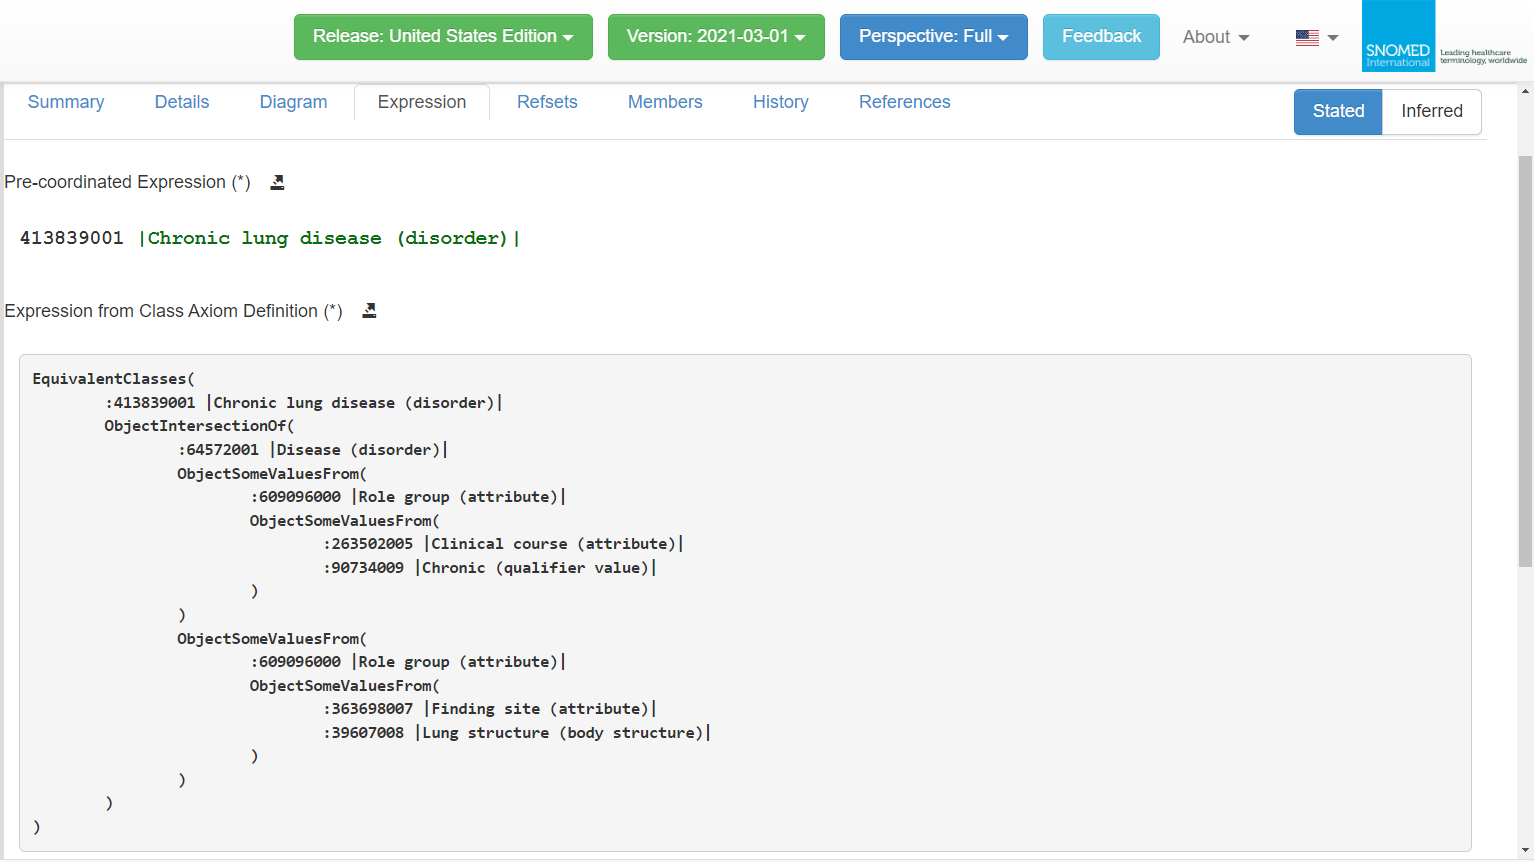 Release: United States Edition
Version: 2021-03-01
Perspective: Full
Feedback
About
SNOMED
International
Leading healthcare
terminology, worldwide
Summary
Details
Diagram
Expression
Refsets
Members
History
References
Stated
Inferred
Pre-coordinated Expression (*)
413839001 |Chronic lung disease (disorder)|
Expression from Class Axiom Definition (*)
EquivalentClasses(
:413839001 |Chronic lung disease (disorder)|
ObjectIntersectionOf(
:64572001 |Disease (disorder)|
ObjectSomeValuesFrom(
:609096000 |Role group (attribute)|
ObjectSomeValuesFrom(
:263502005 |Clinical course (attribute)|
:90734009 |Chronic (qualifier value)|
)
)
ObjectSomeValuesFrom(
:609096000 |Role group (attribute)|
ObjectSomeValuesFrom(
:363698007 |Finding site (attribute)|
:39607008 |Lung structure (body structure)|
)
)
)
)